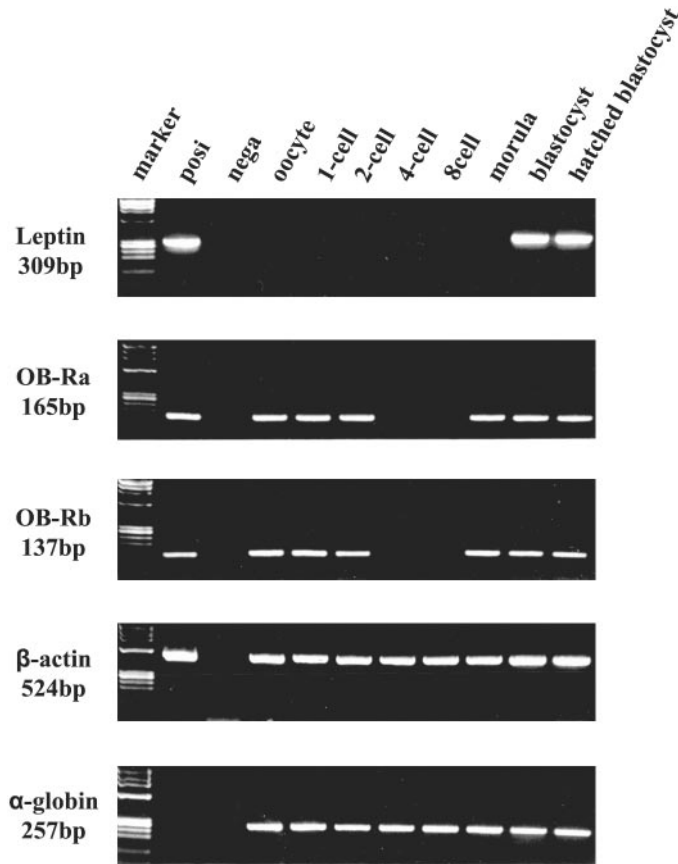 marker
posi
nega
oocyte
1-cell
2-cell
4-cell
8cell
morula
blastocyst
hatched blastocyst
Leptin
309bp
OB-Ra
165bp
OB-Rb
137bp
β-actin
524bp
α-globin
257bp